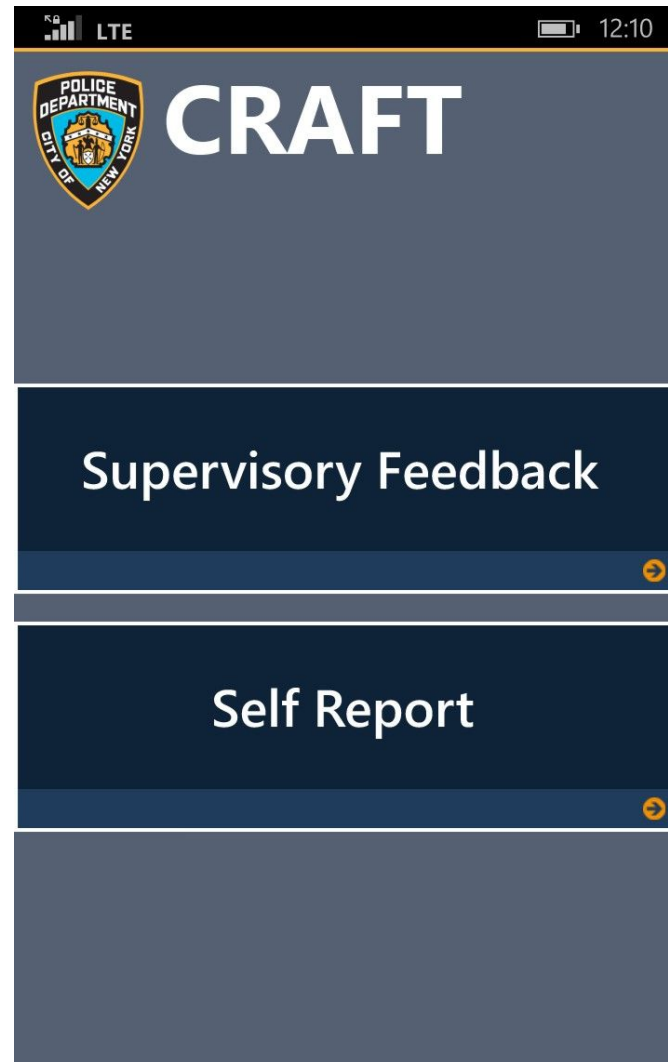 LTE 12:10
POLICE
DEPARTMENT
CITY OF NEW YORK
CRAFT
Supervisory Feedback
Self Report